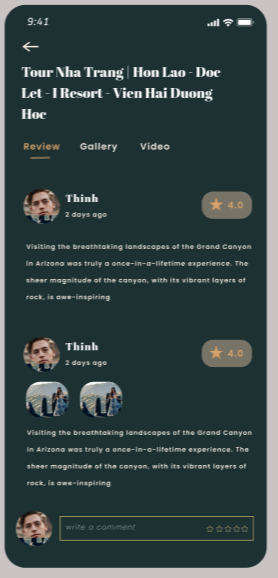 9:41
Tour Nha Trang | Hon Lao - Doc
Let - I Resort - Vien Hai Duong
Hoc
Review Gallery Video
Thinh
4.0
2 days ago
Visiting the breathtaking landscapes of the Grand Canyon
in Arizona was truly a once-in-a-lifetime experience. The
sheer magnitude of the canyon, with its vibrant layers of
rock, is awe-inspiring
Thinh
4.0
2 days ago
Visiting the breathtaking landscapes of the Grand Canyon
in Arizona was truly a once-in-a-lifetime experience. The
sheer magnitude of the canyon, with its vibrant layers of
rock, is awe-inspiring
write a comment